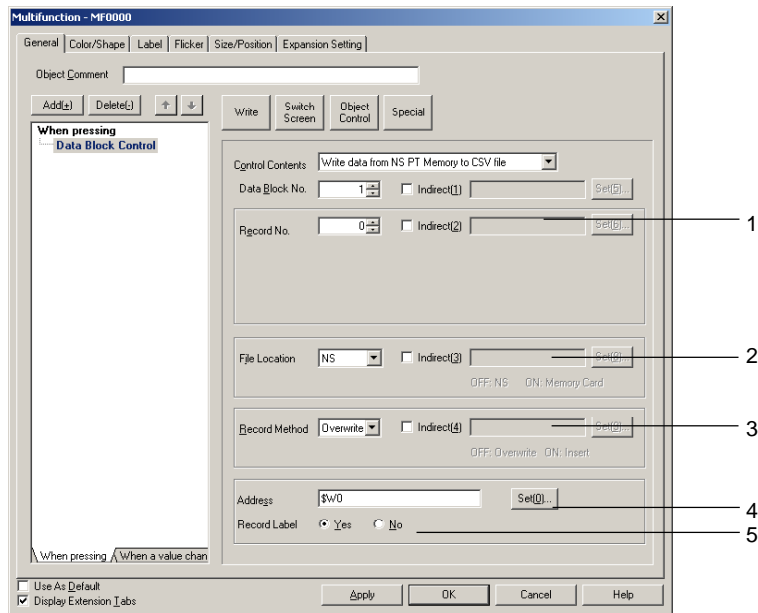 Multifunction - MF0000
General Color/Shape Label Flicker Size/Position Expansion Setting
Object Comment
Add(+) Delete(-) Write Switch Screen Object Control Special
When pressing
Data Block Control
Control Contents Write data from NS PT Memory to CSV file
Data Block No. 1 Indirect(1) Set(5)...
Record No. 0 Indirect(2) Set(6)... 1
File Location NS Indirect(3) 2
OFF: NS ON: Memory Card
Record Method Overwrite Indirect(4) 3
OFF: Overwrite ON: Insert
Address $W0 Set(0)... 4
Record Label Yes No 5
When pressing When a value chan
Use As Default
Display Extension Tabs
Apply OK Cancel Help